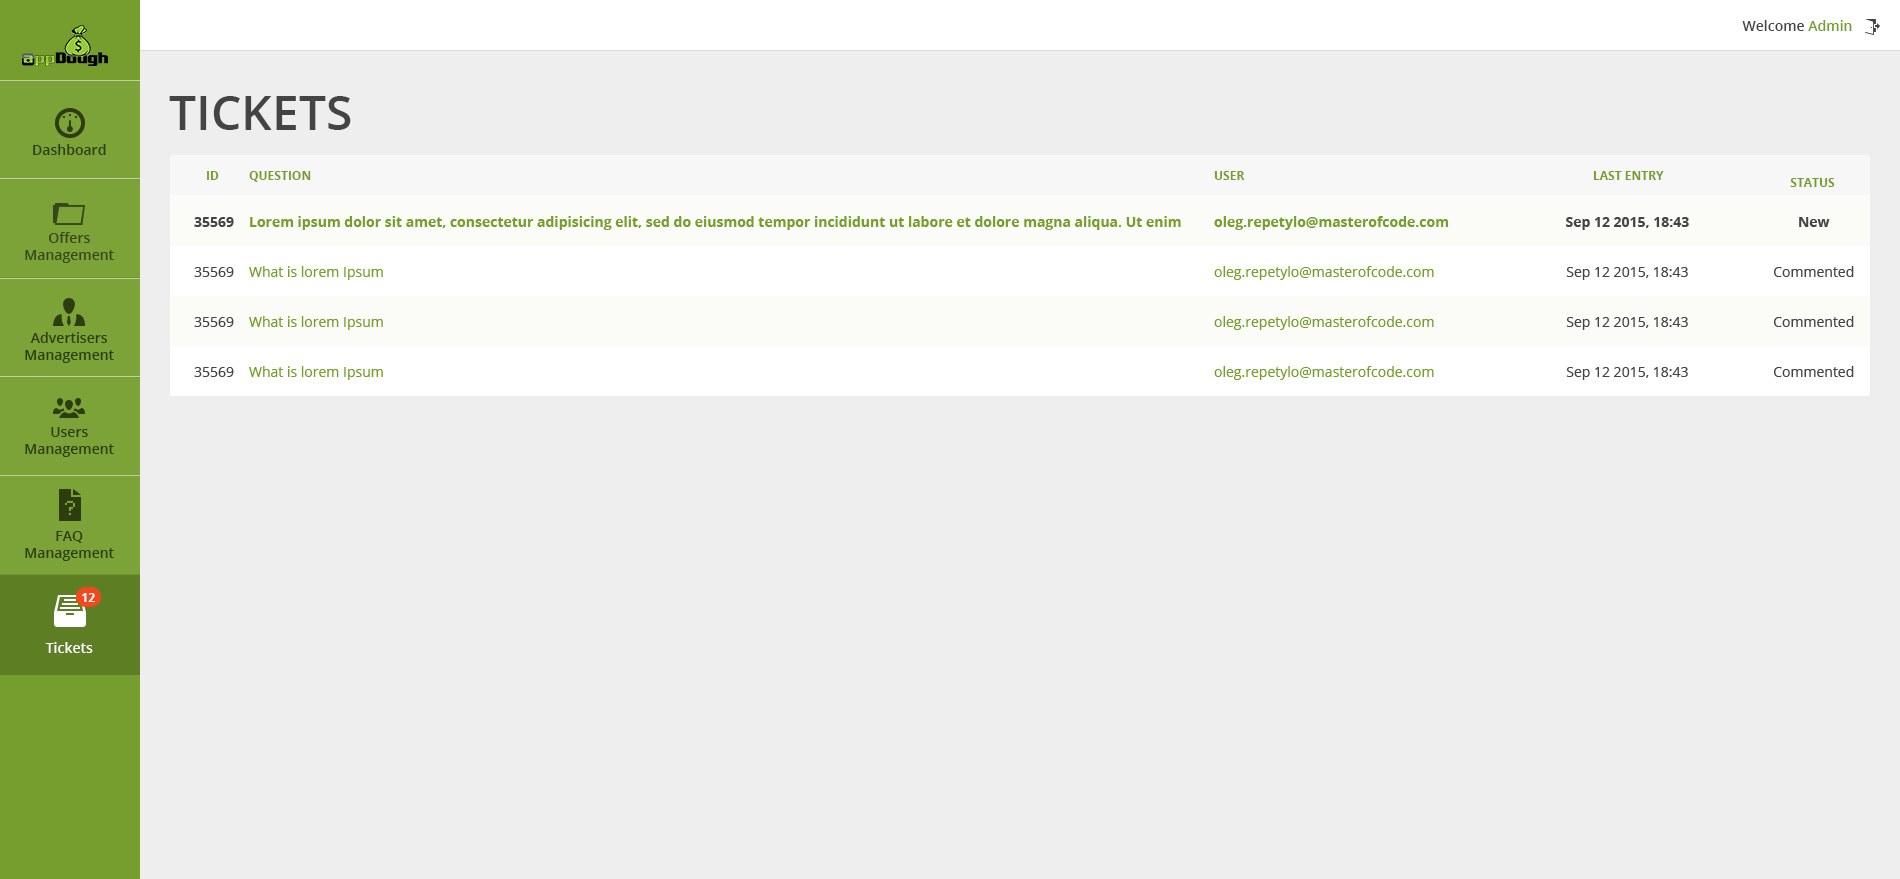 Welcome Admin
appDough
Dashboard
Offers
Management
Advertisers
Management
Users
Management
FAQ
Management
12
Tickets
TICKETS
ID QUESTION USER LAST ENTRY STATUS
35569 Lorem ipsum dolor sit amet, consectetur adipisicing elit, sed do eiusmod tempor incididunt ut labore et dolore magna aliqua. Ut enim oleg.repetylo@masterofcode.com Sep 12 2015, 18:43 New
35569 What is lorem Ipsum oleg.repetylo@masterofcode.com Sep 12 2015, 18:43 Commented
35569 What is lorem Ipsum oleg.repetylo@masterofcode.com Sep 12 2015, 18:43 Commented
35569 What is lorem Ipsum oleg.repetylo@masterofcode.com Sep 12 2015, 18:43 Commented